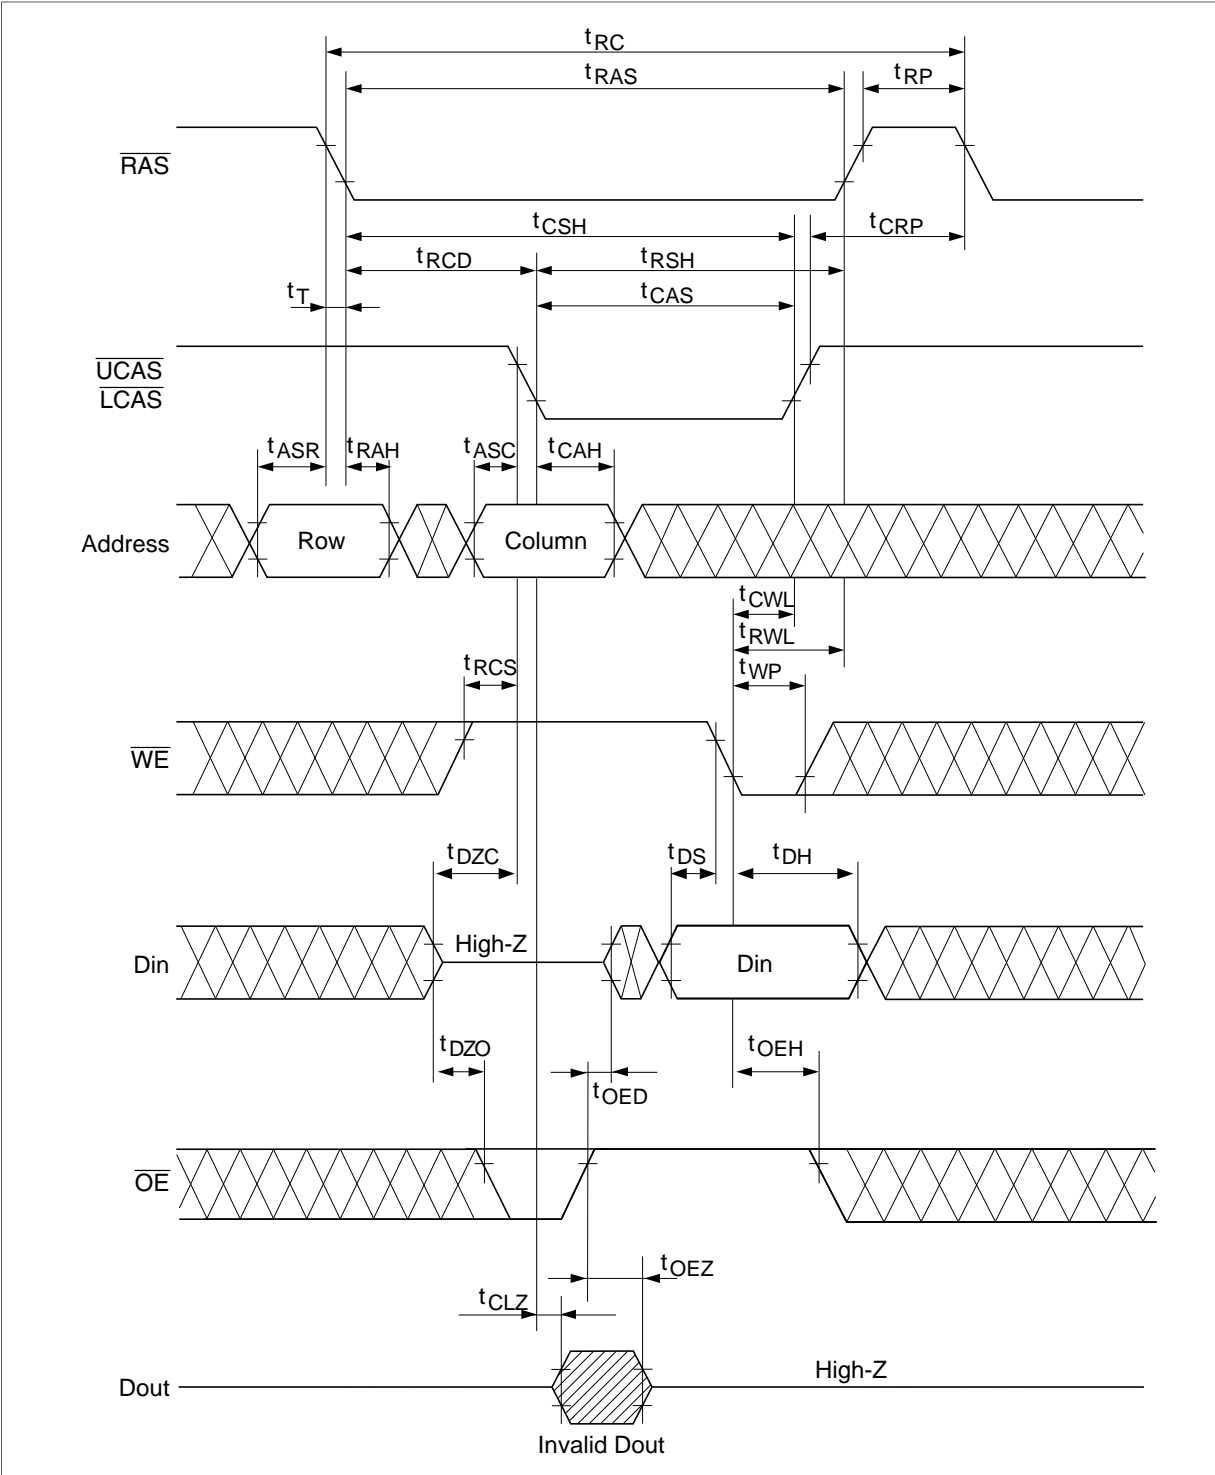 tRC
tRAS
tRP
RAS
tCSH
tCRP
tRCD
tRSH
tT
tCAS
UCAS
LCAS
tASR
tRAH
tASC
tCAH
Address
Row
Column
tCWL
tRWL
tRCS
tWP
WE
tDZC
tDS
tDH
High-Z
Din
Din
tDZO
tOEH
tOED
OE
tOEZ
tCLZ
High-Z
Dout
Invalid Dout